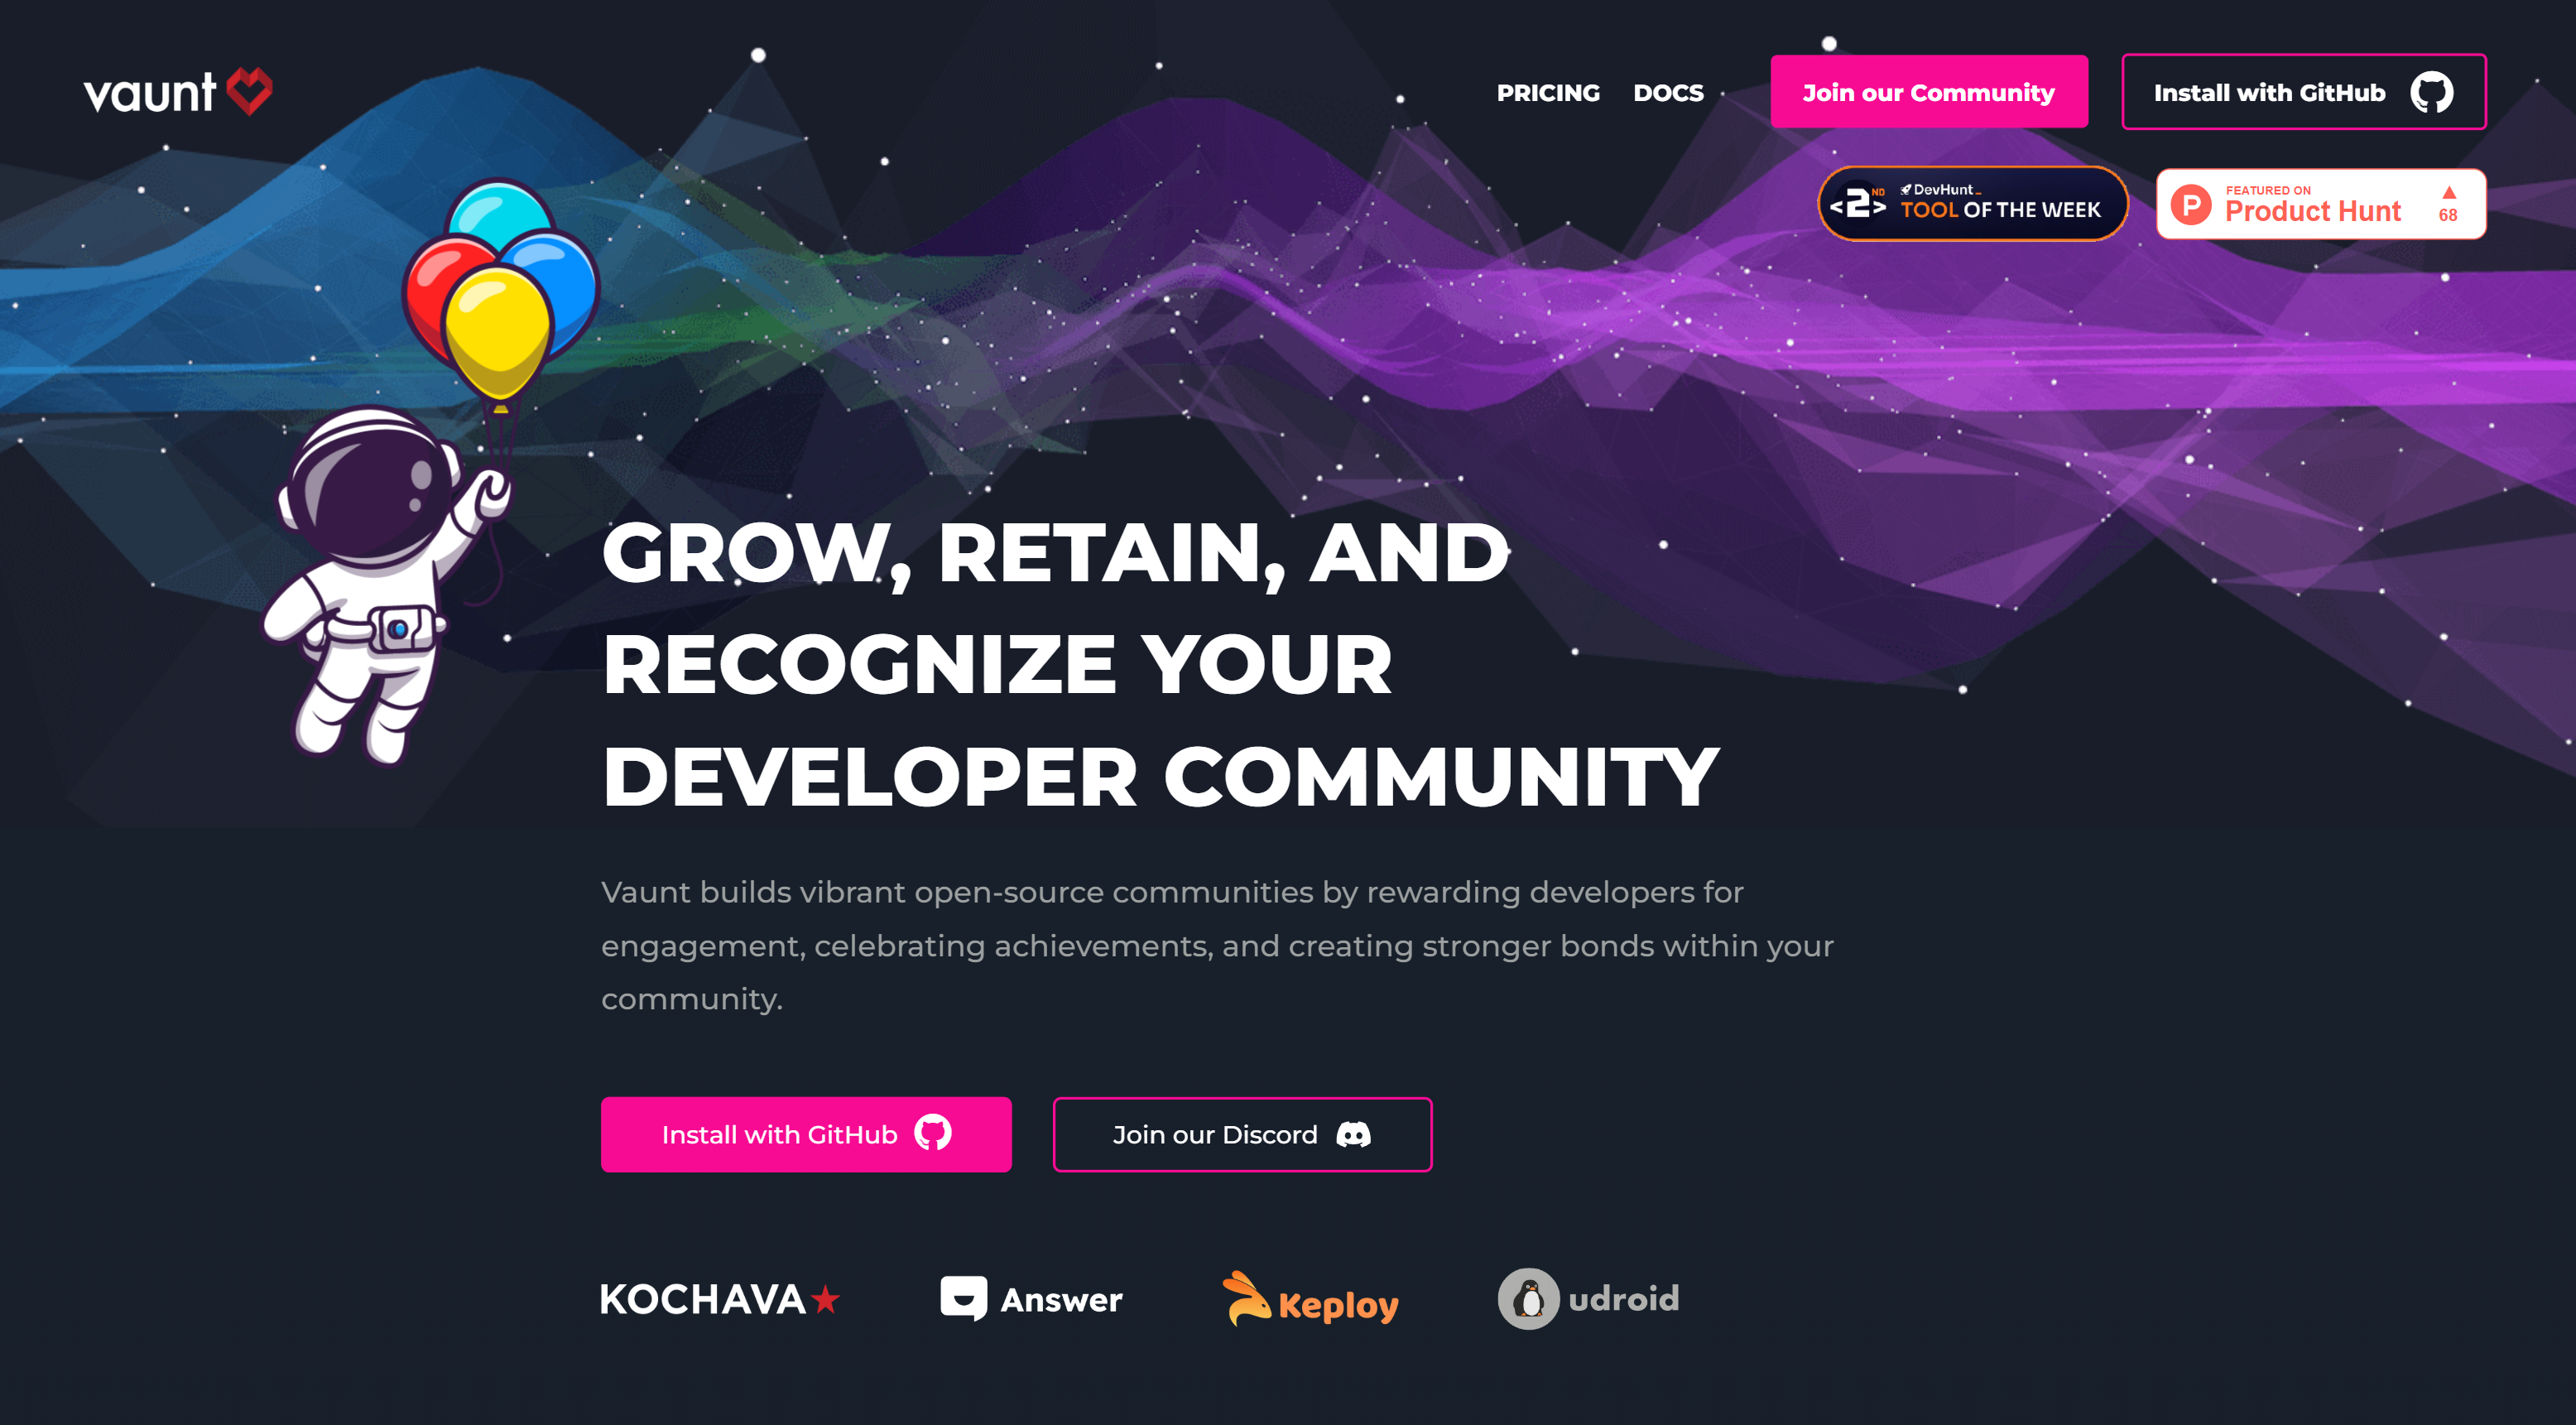 vaunt
PRICING
DOCS
Join our Community
Install with GitHub
<2ND>
DevHunt_
TOOL OF THE WEEK
P
FEATURED ON
Product Hunt
68
GROW, RETAIN, AND
RECOGNIZE YOUR
DEVELOPER COMMUNITY
Vaunt builds vibrant open-source communities by rewarding developers for
engagement, celebrating achievements, and creating stronger bonds within your
community.
Install with GitHub
Join our Discord
KOCHAVA
Answer
Keploy
udroid